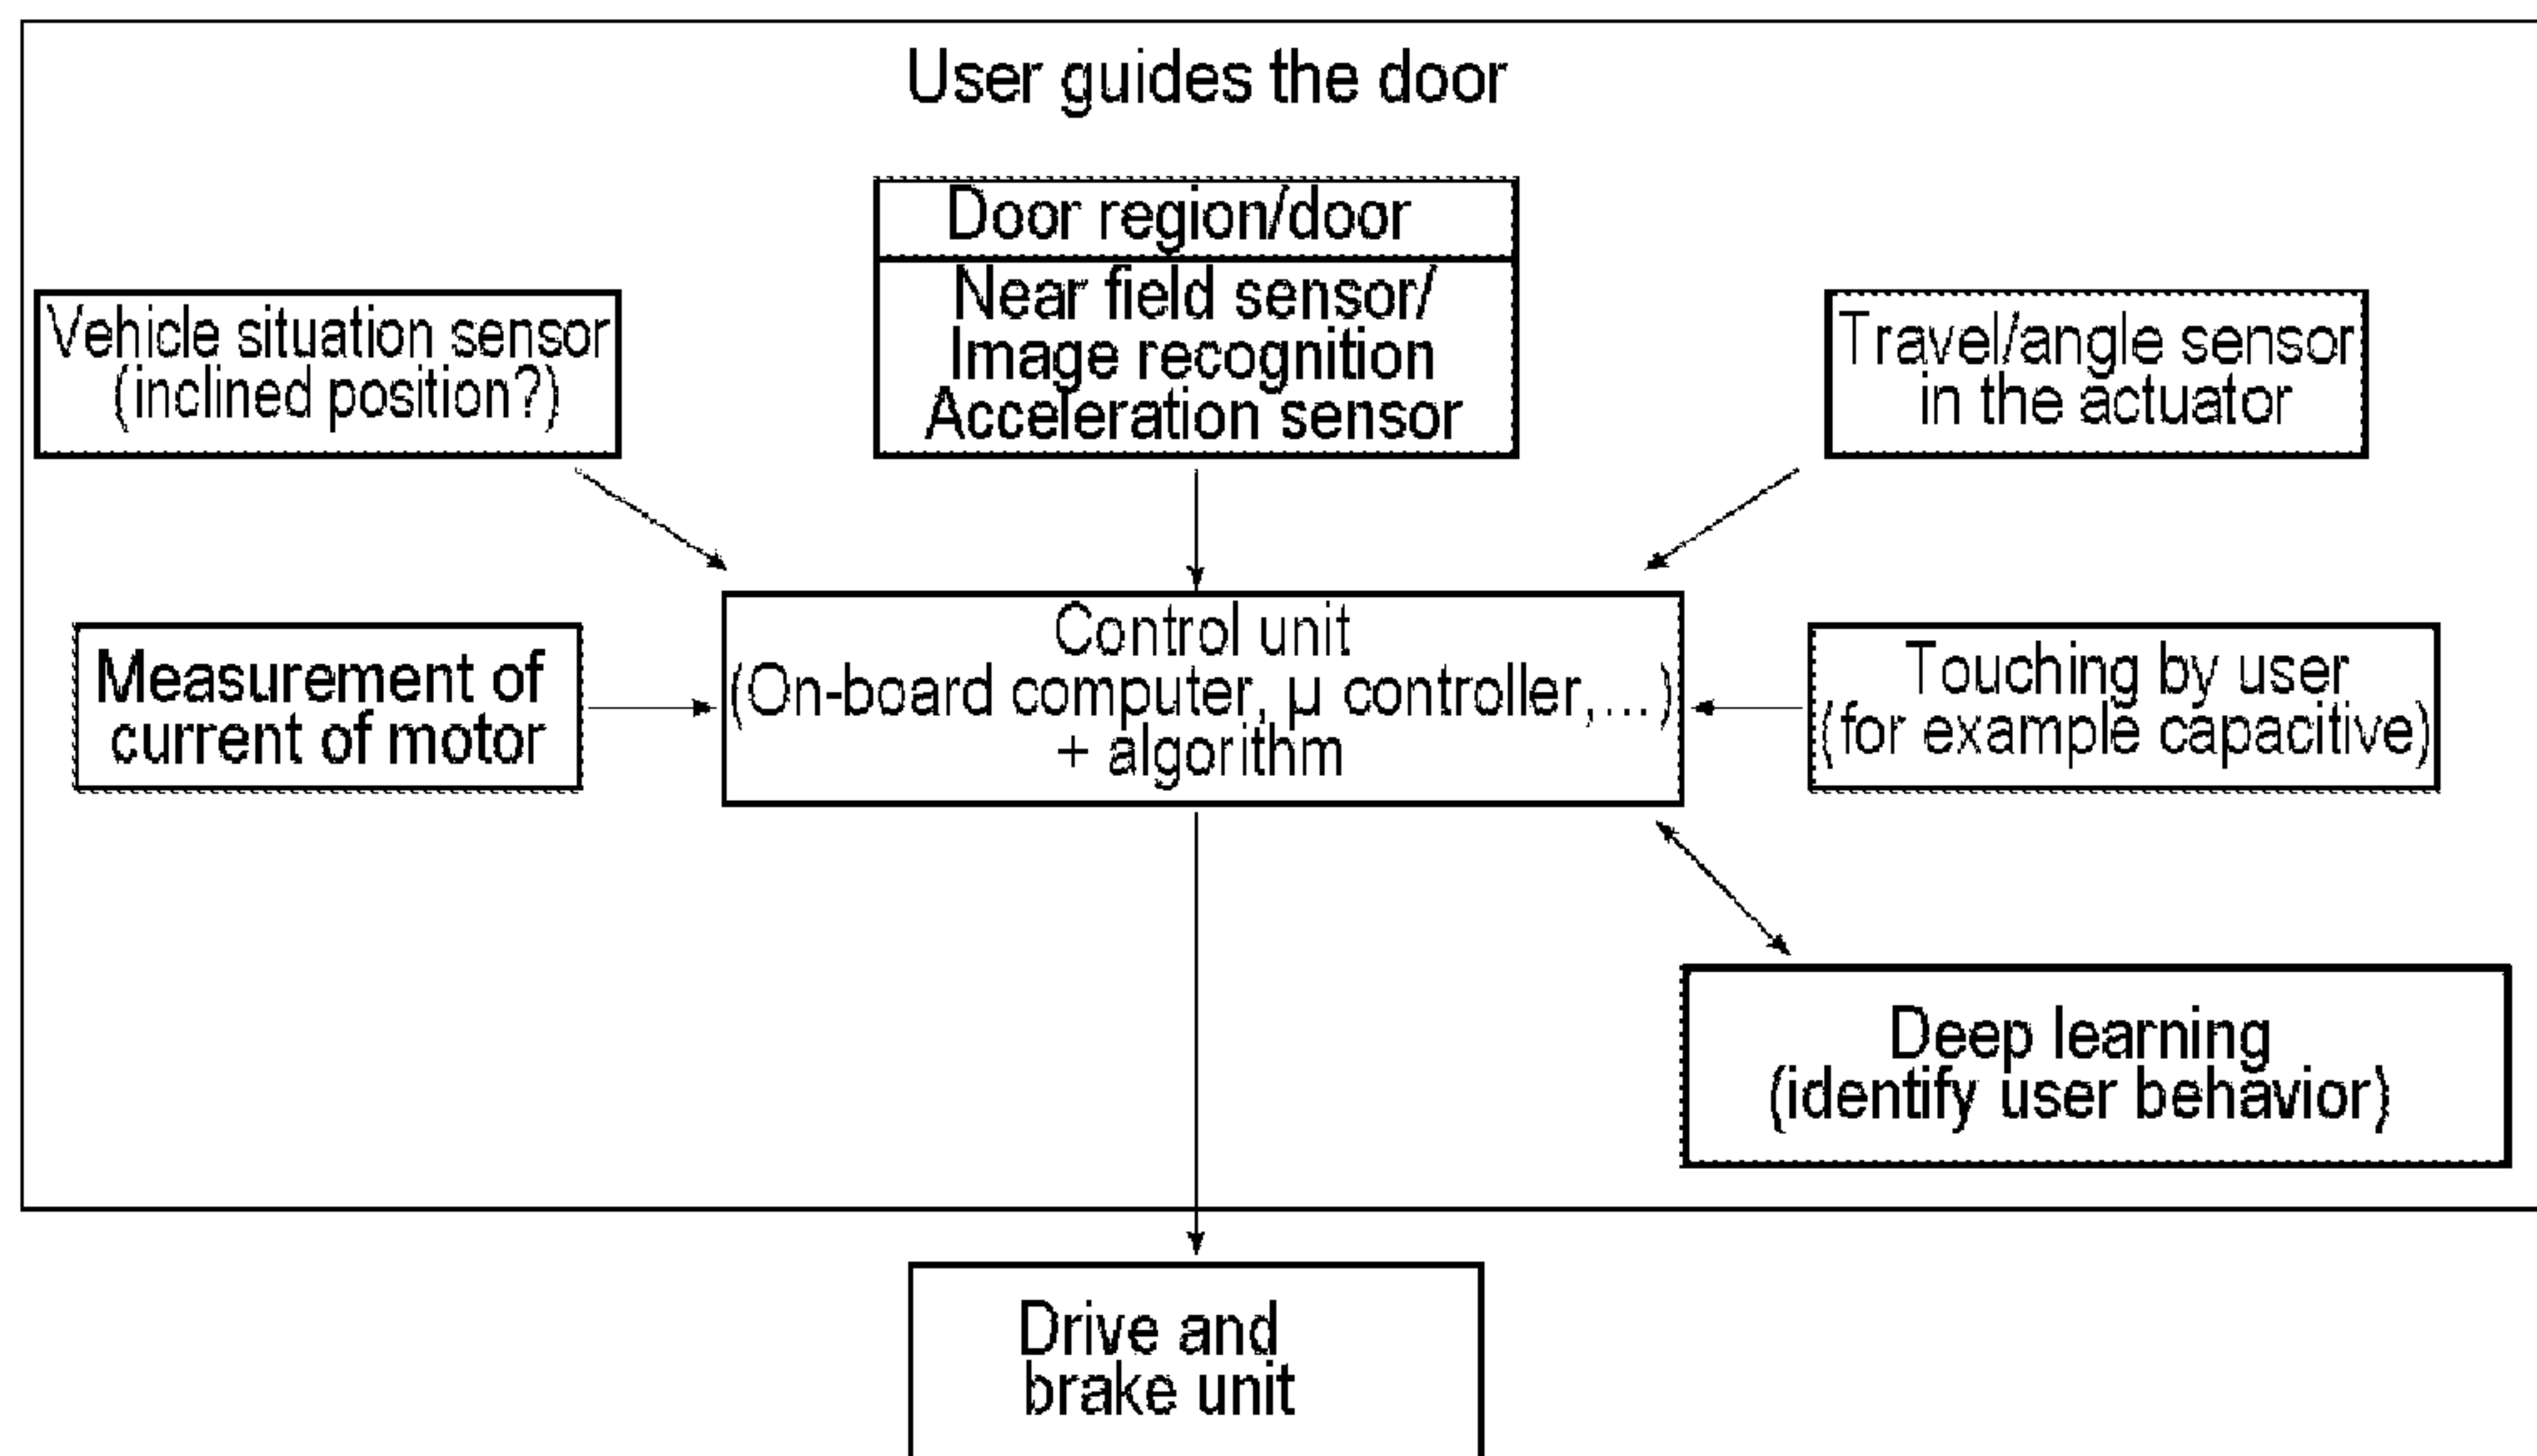 User guides the door
Door region/door
Near field sensor/
Image recognition
Acceleration sensor
Vehicle situation sensor
(inclined position?)
Travel/angle sensor
in the actuator
Control unit
(On-board computer, μ controller,...)
+ algorithm
Measurement of
current of motor
Touching by user
(for example capacitive)
Deep learning
(identify user behavior)
Drive and
brake unit